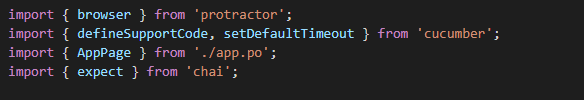 import { browser } from 'protractor';
import { defineSupportCode, setDefaultTimeout } from 'cucumber';
import { AppPage } from './app.po';
import { expect } from 'chai';